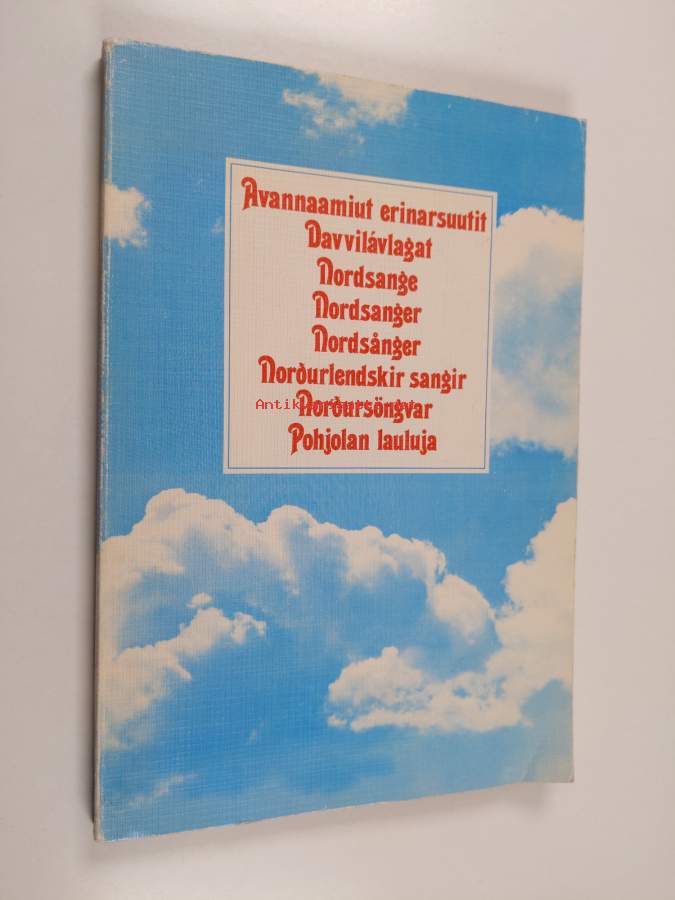 Avannaamiut erinarsuutit
Davvilávlagat
Nordsange
Nordsanger
Nordsånger
Norðurlendskir sangir
Norðursöngvar
Pohjolan lauluja